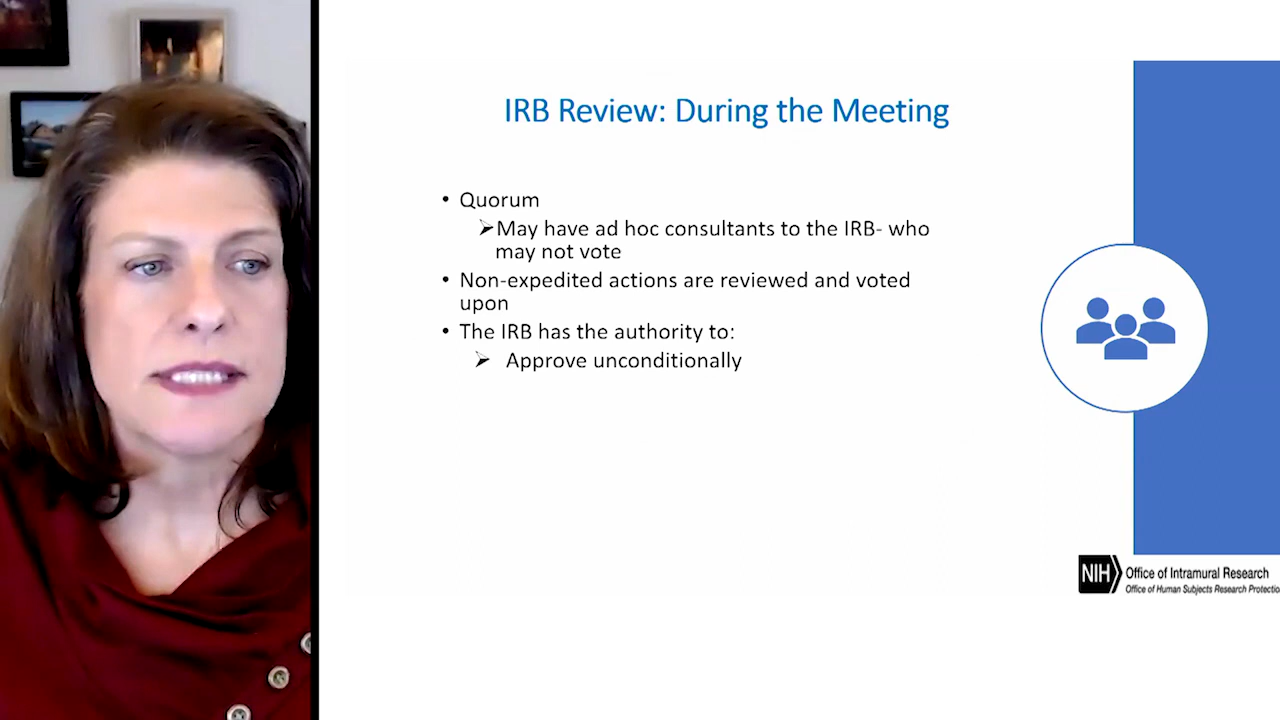 IRB Review: During the Meeting
• Quorum
➢May have ad hoc consultants to the IRB- who
may not vote
• Non-expedited actions are reviewed and voted
upon
• The IRB has the authority to:
➢ Approve unconditionally
NIH Office of Intramural Research
Office of Human Subjects Research Protectio